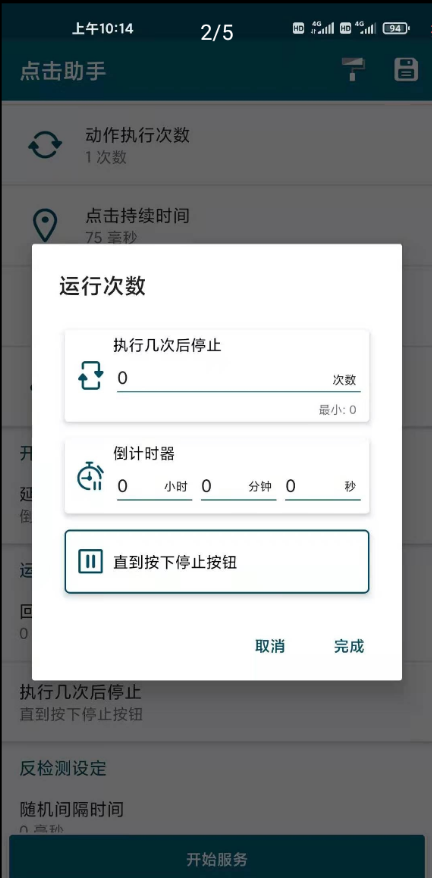 上午10:14
2/5
HD 4G HD 4G 94
点击助手
动作执行次数
1 次数
点击持续时间
75 毫秒
运行次数
执行几次后停止
0 次数
最小: 0
倒计时器
0 小时 0 分钟 0 秒
直到按下停止按钮
取消 完成
开
延
倒
运
回
0
执行几次后停止
直到按下停止按钮
反检测设定
随机间隔时间
0 毫秒
开始服务